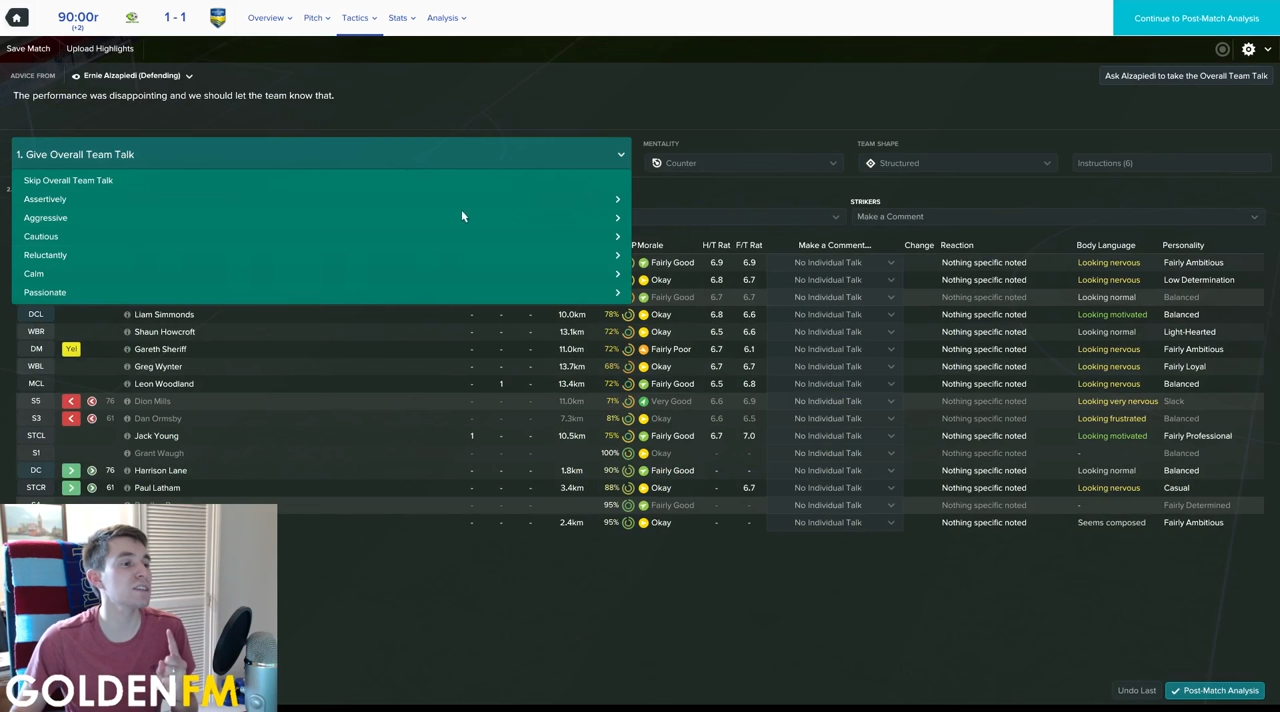 90:00r 1 - 1 Overview Pitch Tactics Stats Analysis Continue to Post-Match Analysis
(+2)
Save Match Upload Highlights
ADVICE FROM Ernie Alzapiedi (Defending) Ask Alzapiedi to take the Overall Team Talk
The performance was disappointing and we should let the team know that.
1. Give Overall Team Talk
MENTALITY TEAM SHAPE
Counter Structured Instructions (6)
Skip Overall Team Talk
2.
Assertively
Aggressive
Cautious
Reluctantly
Calm
Passionate
STRIKERS
Make a Comment
Morale H/T Rat F/T Rat Make a Comment... Change Reaction Body Language Personality
Fairly Good 6.9 6.9 No Individual Talk Nothing specific noted Looking nervous Fairly Ambitious
Okay 6.8 6.7 No Individual Talk Nothing specific noted Looking nervous Low Determination
Fairly Good 6.7 6.7 No Individual Talk Nothing specific noted Looking normal Balanced
DCL Liam Simmonds - - - 10.0km 78% Okay 6.8 6.6 No Individual Talk Nothing specific noted Looking motivated Balanced
WBR Shaun Howcroft - - - 13.1km 72% Okay 6.5 6.6 No Individual Talk Nothing specific noted Looking normal Light-Hearted
DM Yel Gareth Sheriff - - - 11.0km 72% Fairly Poor 6.7 6.1 No Individual Talk Nothing specific noted Looking nervous Fairly Ambitious
WBL Greg Wynter - - - 13.7km 68% Okay 6.7 6.7 No Individual Talk Nothing specific noted Looking nervous Fairly Loyal
MCL Leon Woodland - 1 - 13.4km 72% Fairly Good 6.5 6.8 No Individual Talk Nothing specific noted Looking nervous Balanced
S5 76 Dion Mills - - - 11.0km 71% Very Good 6.6 6.9 No Individual Talk Nothing specific noted Looking very nervous Slack
S3 61 Dan Ormsby - - - 7.3km 81% Okay 6.6 6.5 No Individual Talk Nothing specific noted Looking frustrated Balanced
STCL Jack Young 1 - - 10.5km 75% Fairly Good 6.7 7.0 No Individual Talk Nothing specific noted Looking motivated Fairly Professional
S1 Grant Waugh - - - 100% Okay - - No Individual Talk Nothing specific noted - Balanced
DC 76 Harrison Lane - - - 1.8km 90% Fairly Good - - No Individual Talk Nothing specific noted Looking normal Balanced
STCR 61 Paul Latham - - - 3.4km 88% Okay - 6.7 No Individual Talk Nothing specific noted Looking nervous Casual
95% Fairly Good - - No Individual Talk Nothing specific noted - Fairly Determined
- - - 2.4km 95% Okay - - No Individual Talk Nothing specific noted Seems composed Fairly Ambitious
GOLDENFM
Undo Last Post-Match Analysis